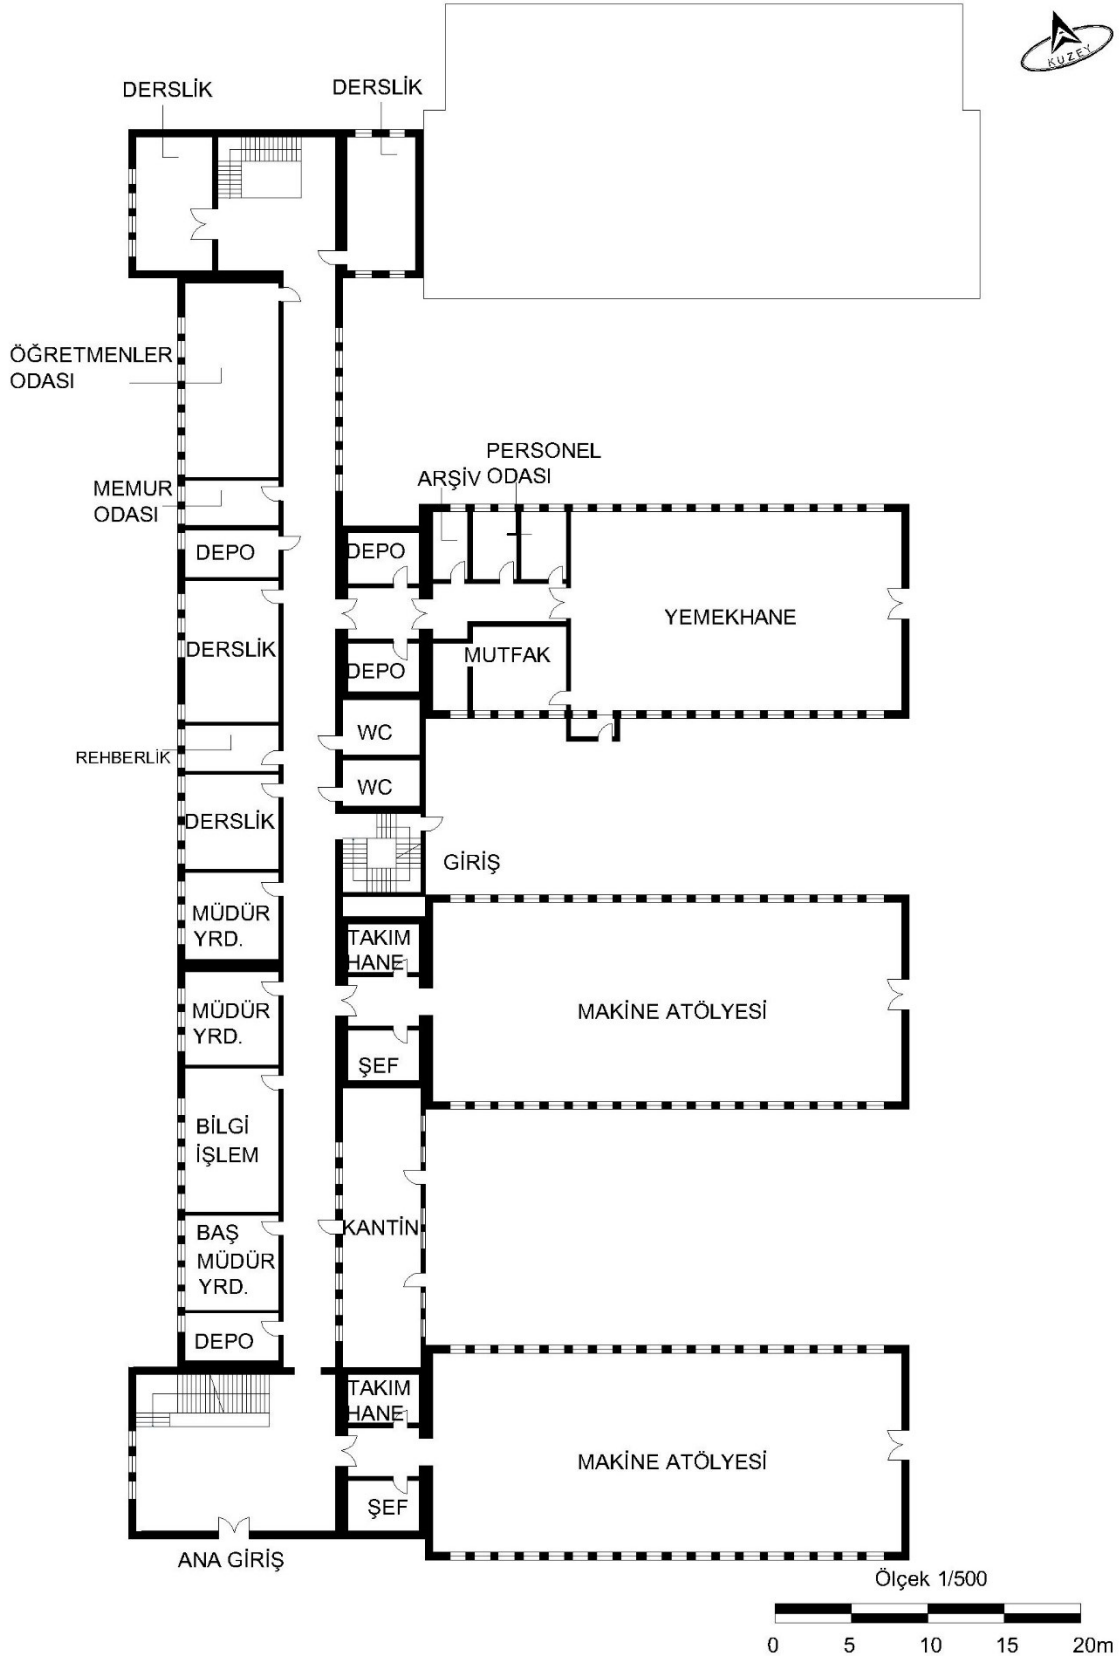 KUZEY
DERSLİK
DERSLİK
ÖĞRETMENLER
ODASI
PERSONEL
ODASI
ARŞİV
MEMUR
ODASI
DEPO
DEPO
YEMEKHANE
DERSLİK
MUTFAK
DEPO
WC
REHBERLİK
WC
DERSLİK
GİRİŞ
MÜDÜR
YRD.
TAKIM
HANE
MÜDÜR
YRD.
MAKİNE ATÖLYESİ
ŞEF
BİLGİ
İŞLEM
KANTİN
BAŞ
MÜDÜR
YRD.
DEPO
TAKIM
HANE
MAKİNE ATÖLYESİ
ŞEF
ANA GİRİŞ
Ölçek 1/500
0 5 10 15 20m